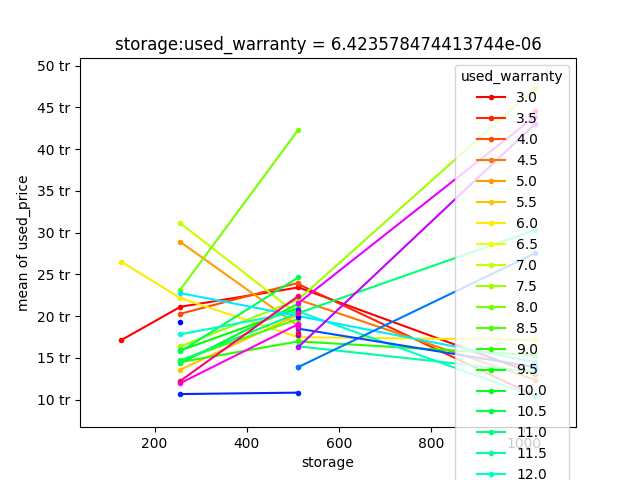 storage:used_warranty = 6.423578474413744e-06
mean of used_price
50 tr
45 tr
40 tr
35 tr
30 tr
25 tr
20 tr
15 tr
10 tr
200
400
600
800
1000
storage
used_warranty
3.0
3.5
4.0
4.5
5.0
5.5
6.0
6.5
7.0
7.5
8.0
8.5
9.0
9.5
10.0
10.5
11.0
11.5
12.0